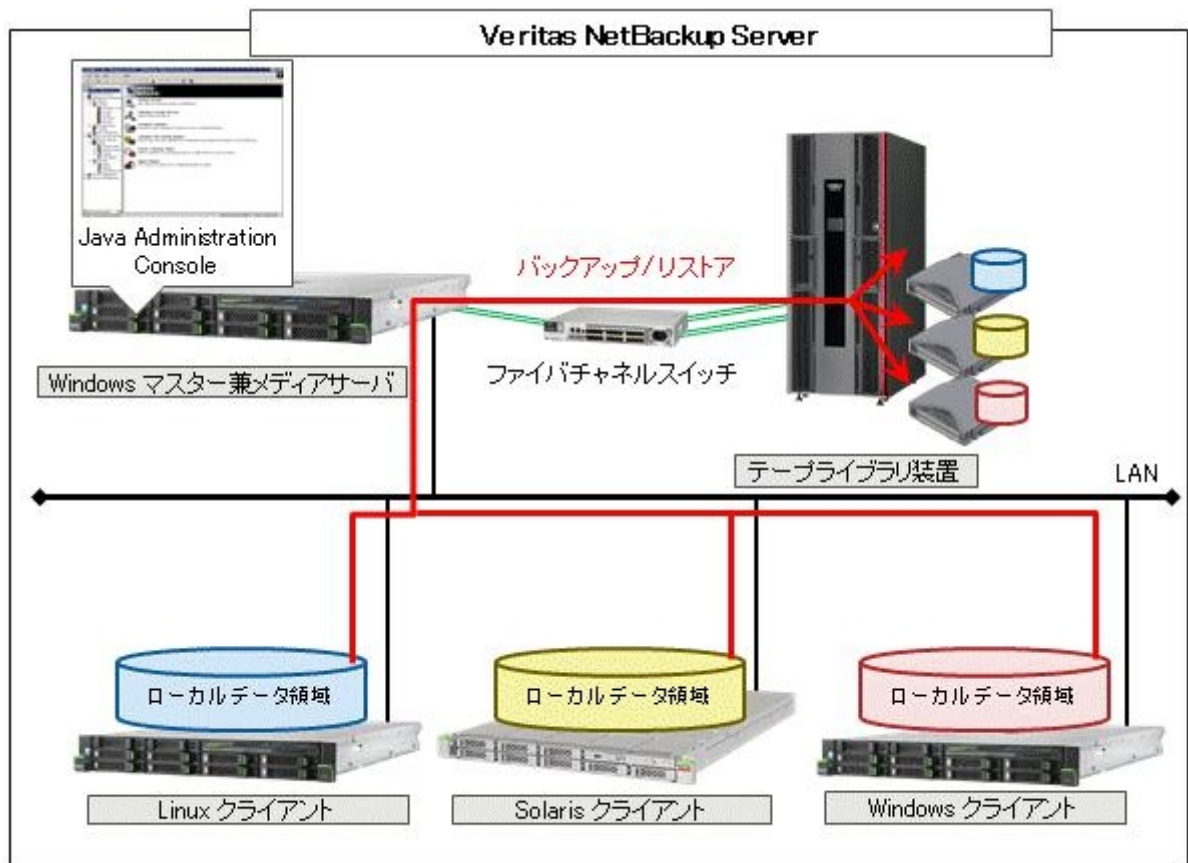 Veritas NetBackup Server
Java Administration
Console
バックアップ/リストア
ファイバチャネルスイッチ
Windows マスター兼メディアサーバ
テープライブラリ装置
LAN
ローカルデータ領域
ローカルデータ領域
ローカルデータ領域
Linux クライアント
Solaris クライアント
Windows クライアント